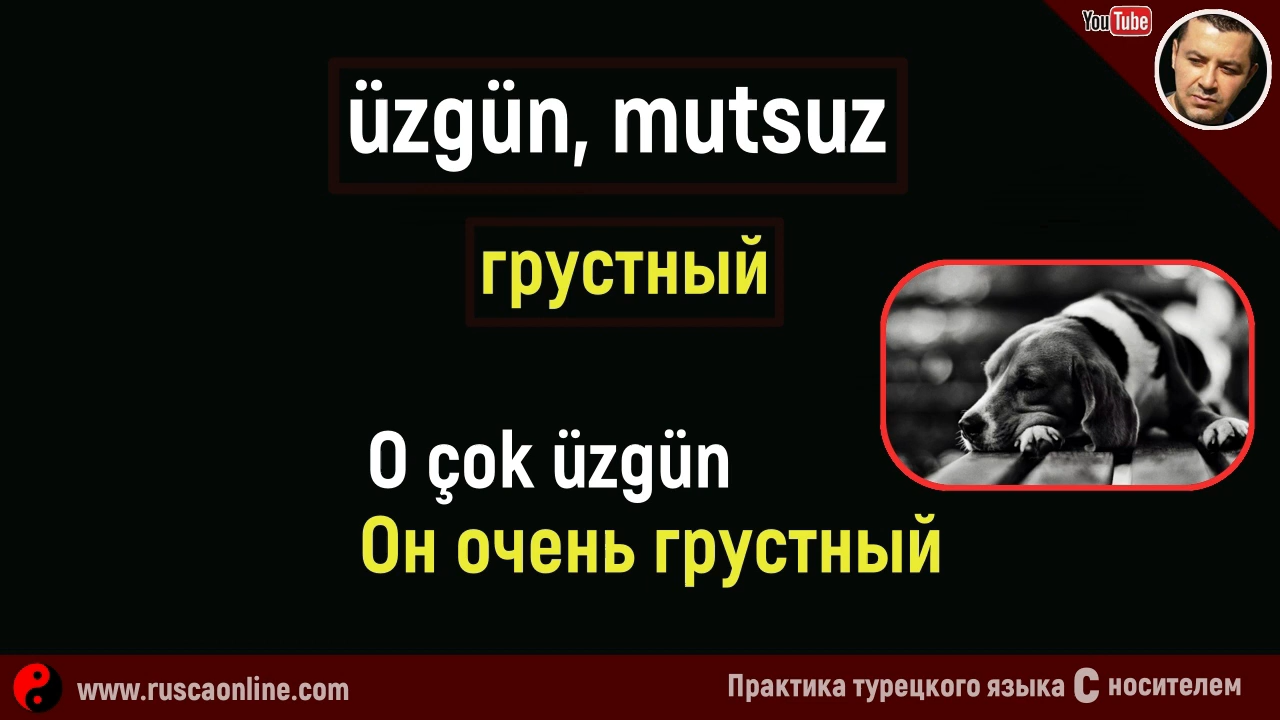 YouTube
üzgün, mutsuz
грустный
O çok üzgün
Он очень грустный
www.ruscaonline.com
Практика турецкого языка С носителем